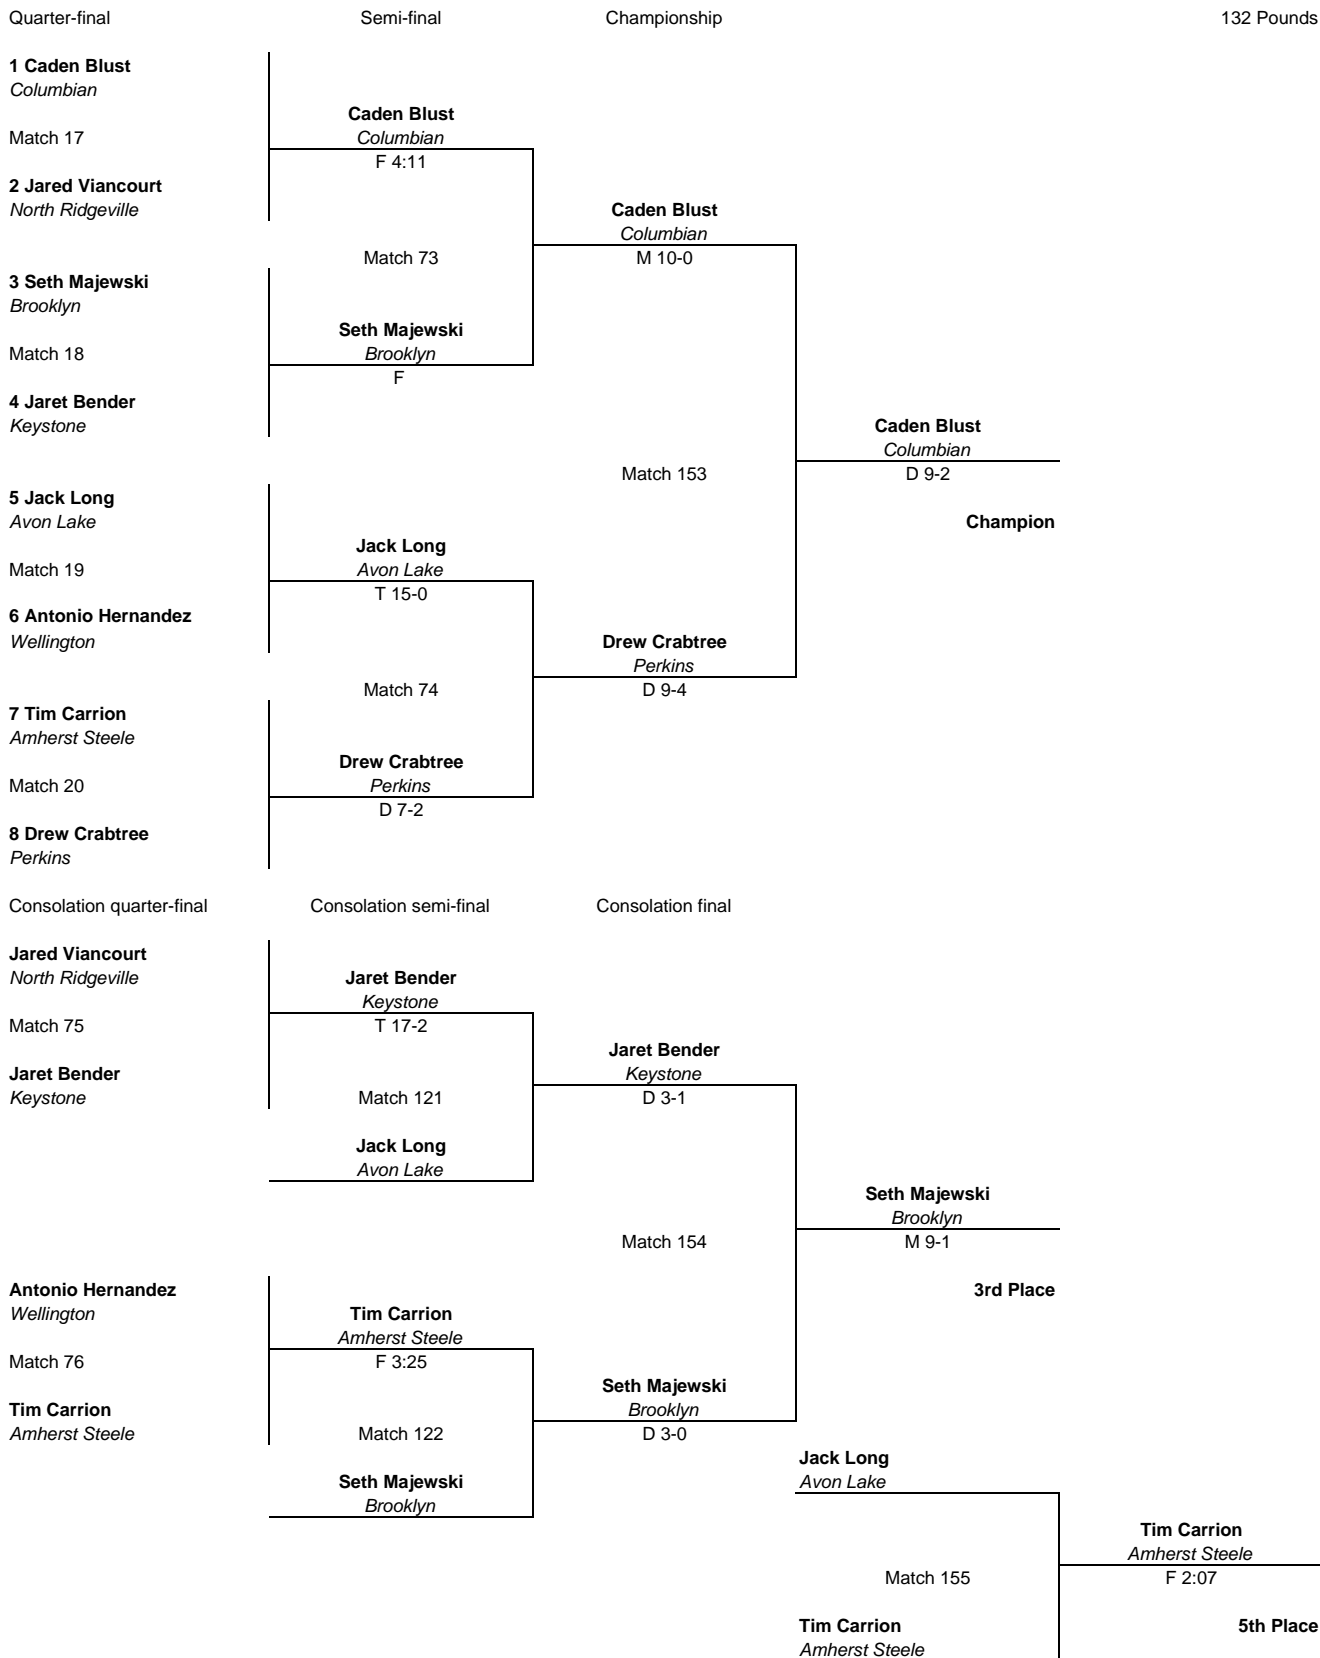 Quarter-final Semi-final Championship 132 Pounds
1 Caden Blust
Columbian
Caden Blust
Match 17 Columbian
F 4:11
2 Jared Viancourt
North Ridgeville Caden Blust
Columbian
Match 73 M 10-0
3 Seth Majewski
Brooklyn
Seth Majewski
Match 18 Brooklyn
F
4 Jaret Bender
Keystone Caden Blust
Columbian
Match 153 D 9-2
5 Jack Long
Avon Lake Champion
Jack Long
Match 19 Avon Lake
T 15-0
6 Antonio Hernandez
Wellington Drew Crabtree
Perkins
Match 74 D 9-4
7 Tim Carrion
Amherst Steele
Drew Crabtree
Match 20 Perkins
D 7-2
8 Drew Crabtree
Perkins
Consolation quarter-final Consolation semi-final Consolation final
Jared Viancourt
North Ridgeville Jaret Bender
Keystone
Match 75 T 17-2
Jaret Bender
Jaret Bender Keystone
Keystone Match 121 D 3-1
Jack Long
Avon Lake
Seth Majewski
Brooklyn
Match 154 M 9-1
Antonio Hernandez 3rd Place
Wellington Tim Carrion
Amherst Steele
Match 76 F 3:25
Seth Majewski
Tim Carrion Brooklyn
Amherst Steele Match 122 D 3-0
Jack Long
Seth Majewski Avon Lake
Brooklyn
Tim Carrion
Amherst Steele
Match 155 F 2:07
Tim Carrion 5th Place
Amherst Steele